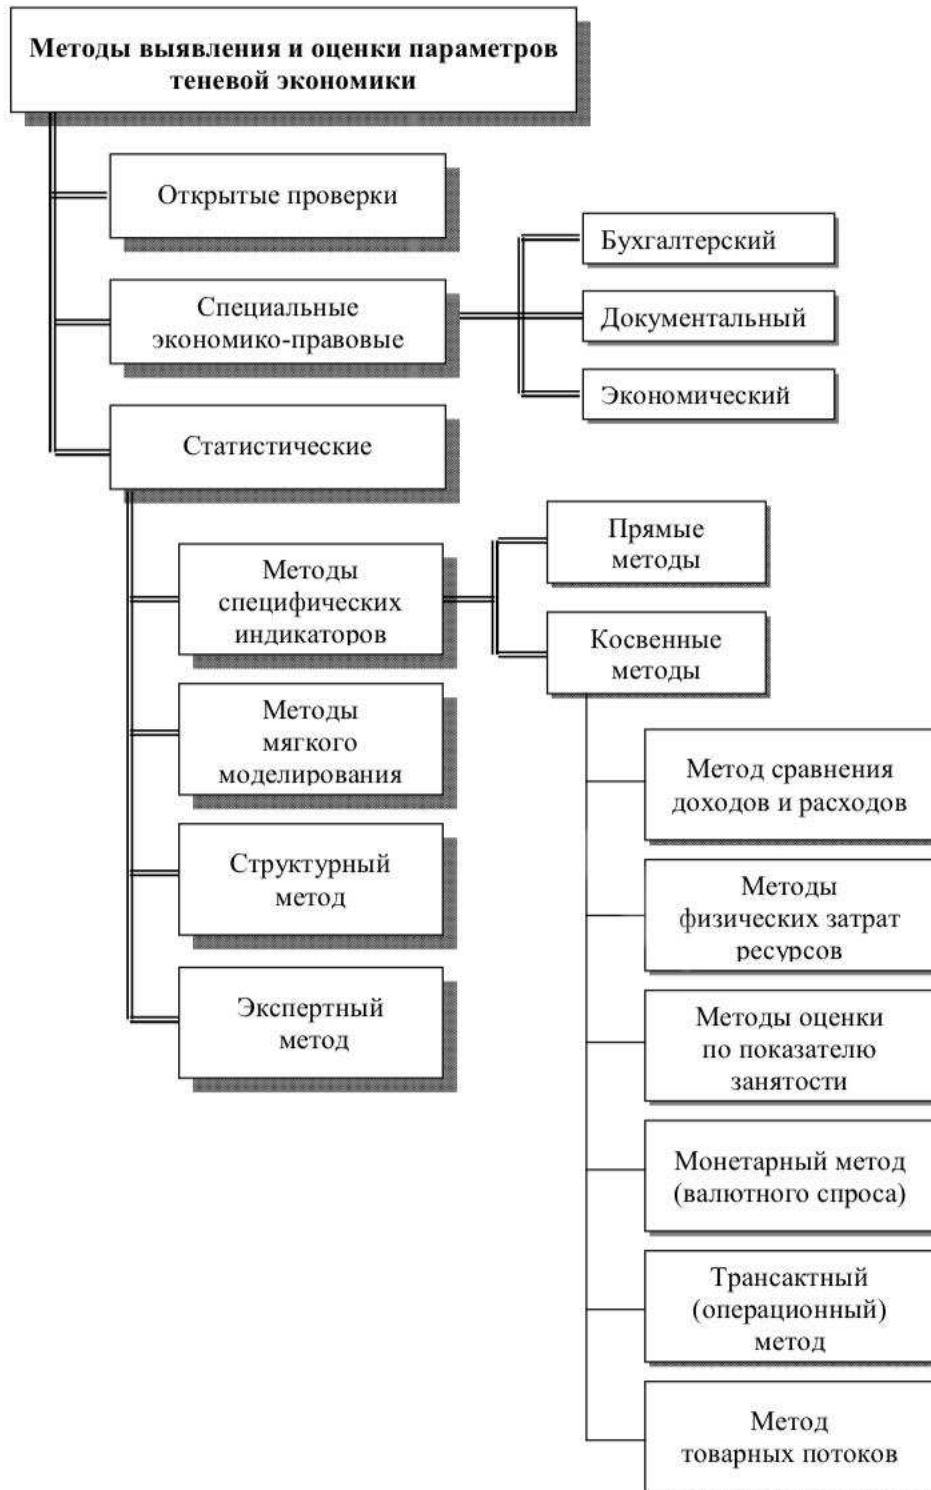 Методы выявления и оценки параметров
теневой экономики
Открытые проверки
Специальные
экономико-правовые
Бухгалтерский
Документальный
Экономический
Статистические
Методы
специфических
индикаторов
Прямые
методы
Косвенные
методы
Методы
мягкого
моделирования
Структурный
метод
Экспертный
метод
Метод сравнения
доходов и расходов
Методы
физических затрат
ресурсов
Методы оценки
по показателю
занятости
Монетарный метод
(валютного спроса)
Трансактный
(операционный)
метод
Метод
товарных потоков